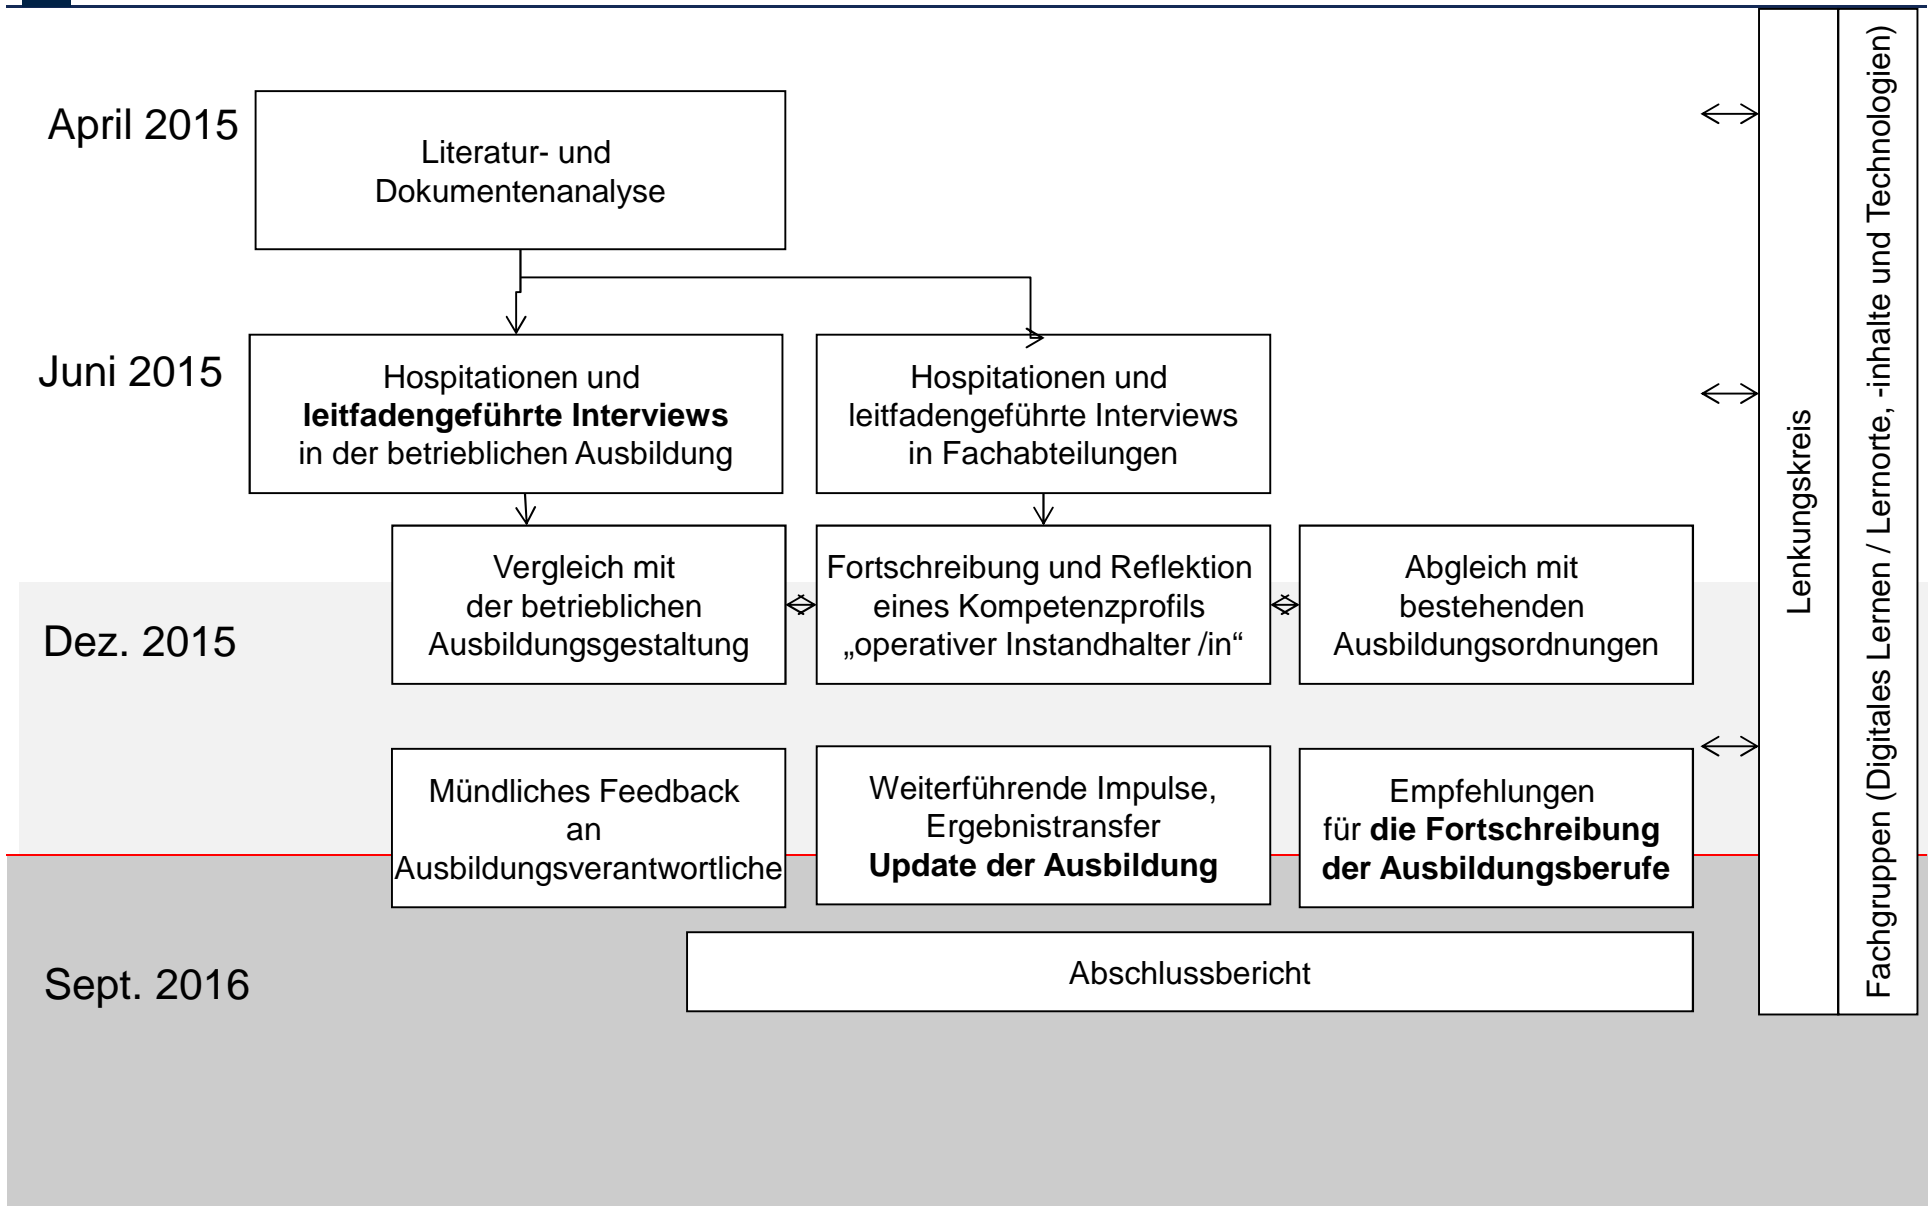 April 2015
Literatur- und
Dokumentenanalyse
Juni 2015
Hospitationen und
leitfadengeführte Interviews
in der betrieblichen Ausbildung
Hospitationen und
leitfadengeführte Interviews
in Fachabteilungen
Dez. 2015
Vergleich mit
der betrieblichen
Ausbildungsgestaltung
Fortschreibung und Reflektion
eines Kompetenzprofils
„operativer Instandhalter /in“
Abgleich mit
bestehenden
Ausbildungsordnungen
Mündliches Feedback
an
Ausbildungsverantwortliche
Weiterführende Impulse,
Ergebnistransfer
Update der Ausbildung
Empfehlungen
für die Fortschreibung
der Ausbildungsberufe
Sept. 2016
Abschlussbericht
Lenkungskreis
Fachgruppen (Digitales Lernen / Lernorte, -inhalte und Technologien)